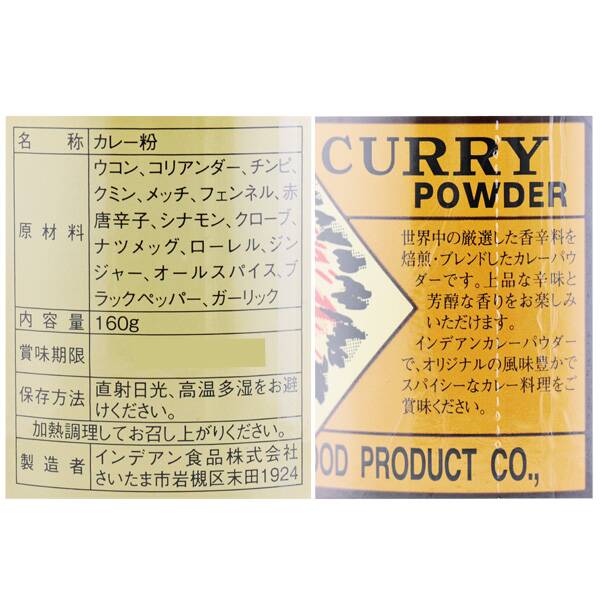 名 称 カレー粉
原 材 料 ウコン、コリアンダー、チンピ、
クミン、メッチ、フェンネル、赤
唐辛子、シナモン、クローブ、
ナツメッグ、ローレル、ジン
ジャー、オールスパイス、ブ
ラックペッパー、ガーリック
内 容 量 160g
賞味期限
保存方法 直射日光、高温多湿をお避
けください。
加熱調理してお召し上がりください。
製 造 者 インデアン食品株式会社
さいたま市岩槻区末田1924
CURRY
POWDER
世界中の厳選した香辛料を
焙煎・ブレンドしたカレーパウ
ダーです。上品な辛味と
芳醇な香りをお楽しみ
いただけます。
インデアンカレーパウダー
で、オリジナルの風味豊かで
スパイシーなカレー料理をご
賞味ください。
OOD PRODUCT CO.,